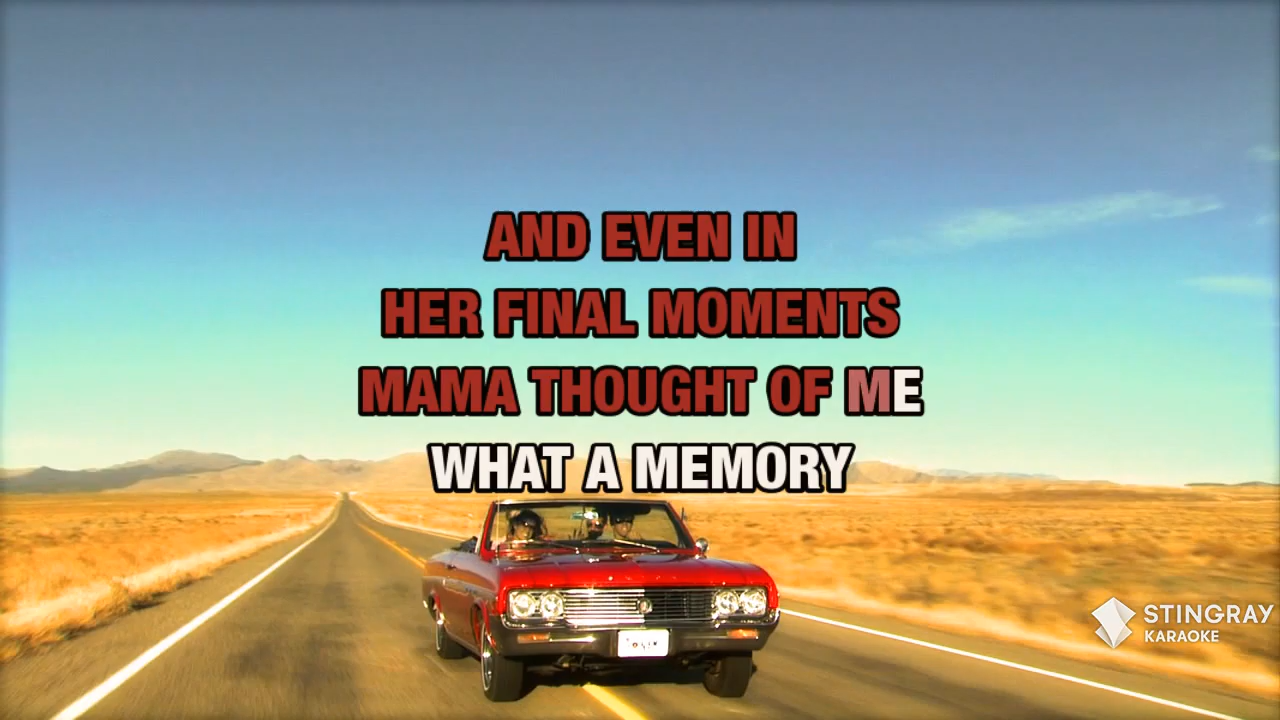 AND EVEN IN
HER FINAL MOMENTS
MAMA THOUGHT OF ME
WHAT A MEMORY
STINGRAY
KARAOKE